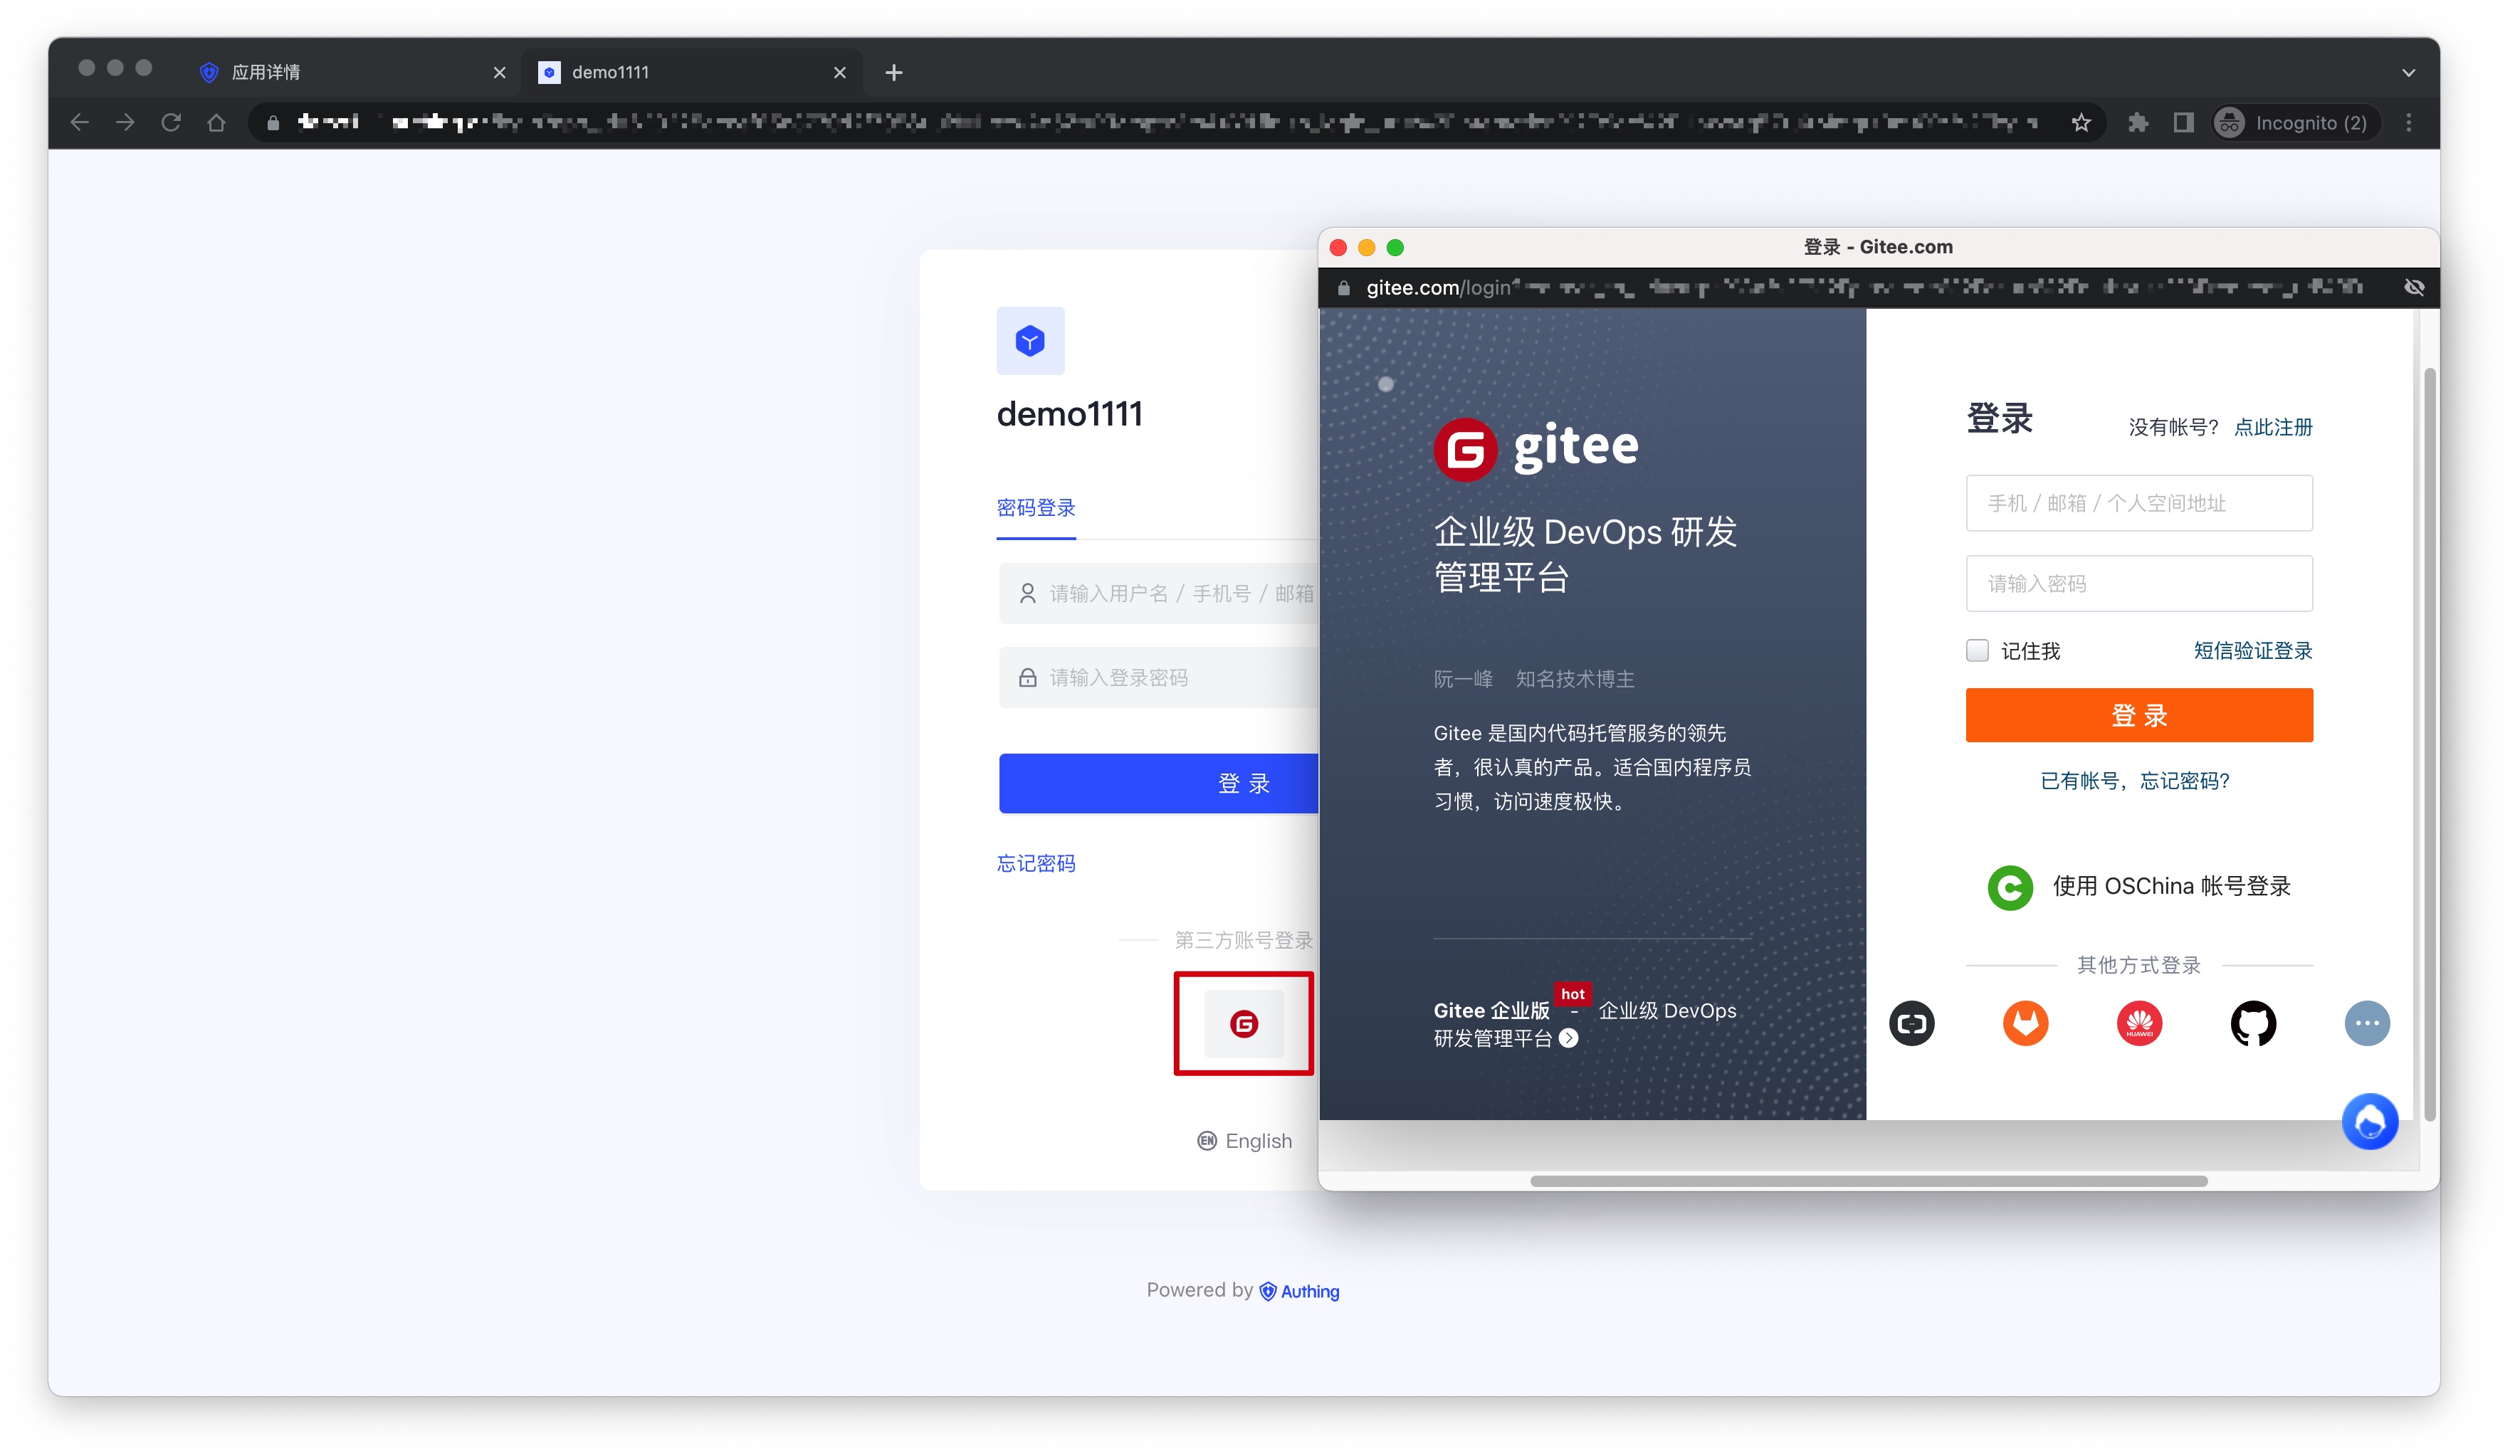 应用详情
demo1111
Incognito (2)
demo1111
密码登录
请输入用户名 / 手机号 / 邮箱
请输入登录密码
登 录
忘记密码
第三方账号登录
English
Powered by Authing
登录 - Gitee.com
gitee.com/login
gitee
企业级 DevOps 研发
管理平台
阮一峰 知名技术博主
Gitee 是国内代码托管服务的领先
者，很认真的产品。适合国内程序员
习惯，访问速度极快。
hot
Gitee 企业版 - 企业级 DevOps
研发管理平台
登录
没有帐号? 点此注册
手机 / 邮箱 / 个人空间地址
请输入密码
记住我 短信验证登录
登 录
已有帐号，忘记密码?
使用 OSChina 帐号登录
其他方式登录
HUAWEI